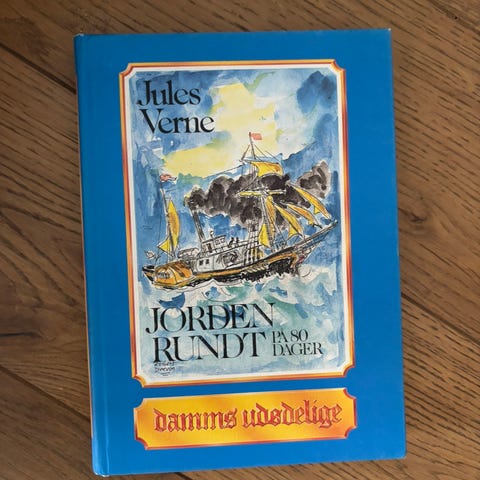 Jules
Verne
JORDEN
RUNDT PÅ 80
DAGER
damms udødelige